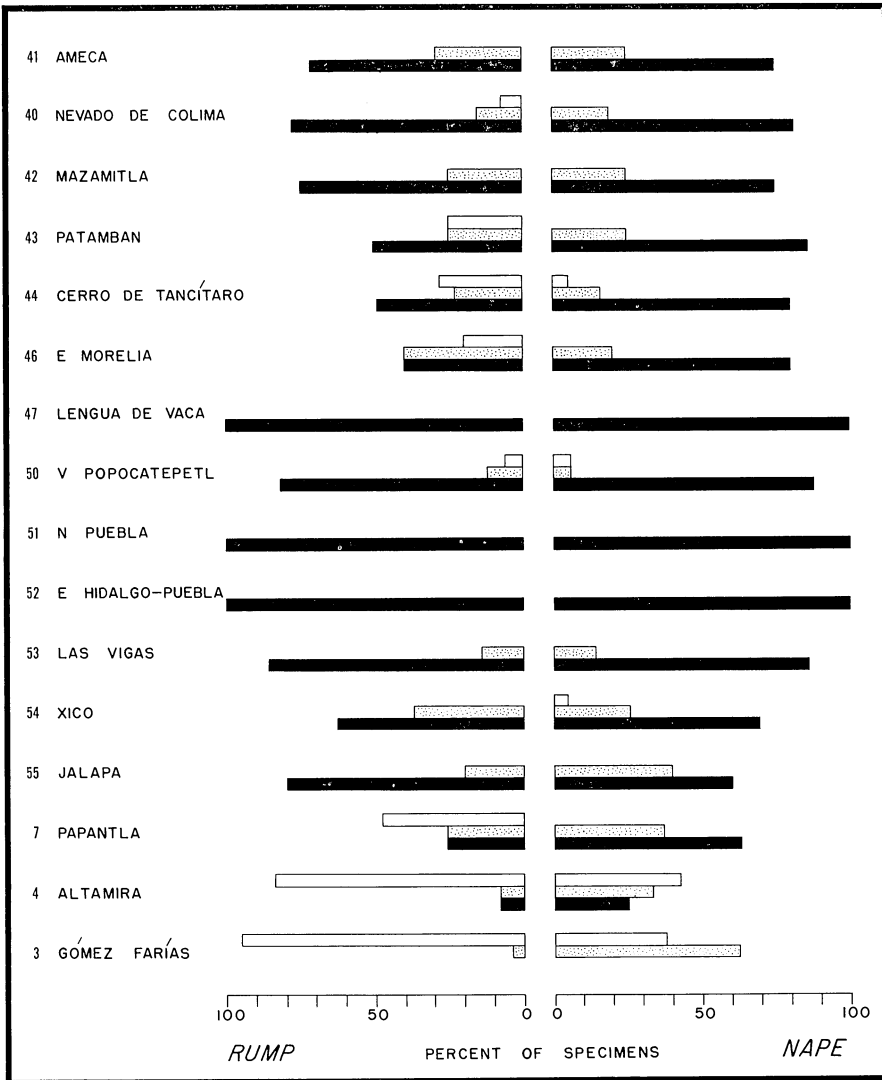 41 AMECA
40 NEVADO DE COLIMA
42 MAZAMITLA
43 PATAMBAN
44 CERRO DE TANCÍTARO
46 E MORELIA
47 LENGUA DE VACA
50 V POPOCATEPETL
51 N PUEBLA
52 E HIDALGO-PUEBLA
53 LAS VIGAS
54 XICO
55 JALAPA
7 PAPANTLA
4 ALTAMIRA
3 GÓMEZ FARÍAS
100 50 0 0 50 100
RUMP PERCENT OF SPECIMENS NAPE